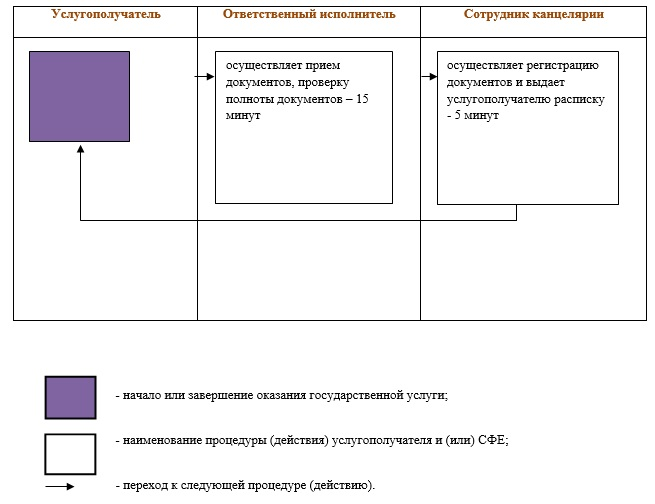 Услугополучатель
Ответственный исполнитель
Сотрудник канцелярии
осуществляет прием
документов, проверку
полноты документов – 15
минут
осуществляет регистрацию
документов и выдает
услугополучателю расписку
- 5 минут
- начало или завершение оказания государственной услуги;
- наименование процедуры (действия) услугополучателя и (или) СФЕ;
- переход к следующей процедуре (действию).